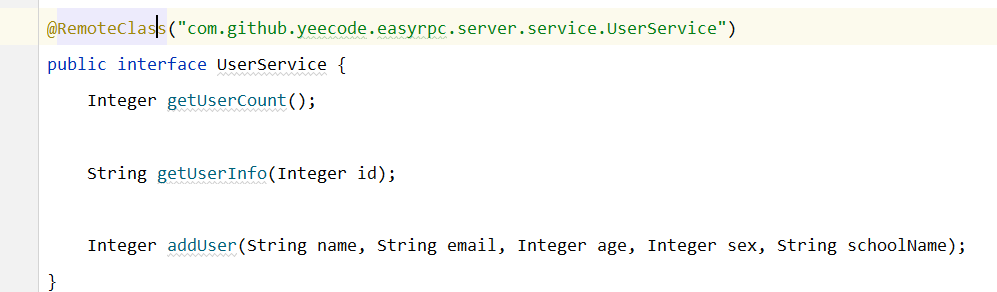 @RemoteClass("com.github.yeecode.easyrpc.server.service.UserService")
public interface UserService {
    Integer getUserCount();
    String getUserInfo(Integer id);
    Integer addUser(String name, String email, Integer age, Integer sex, String schoolName);
}